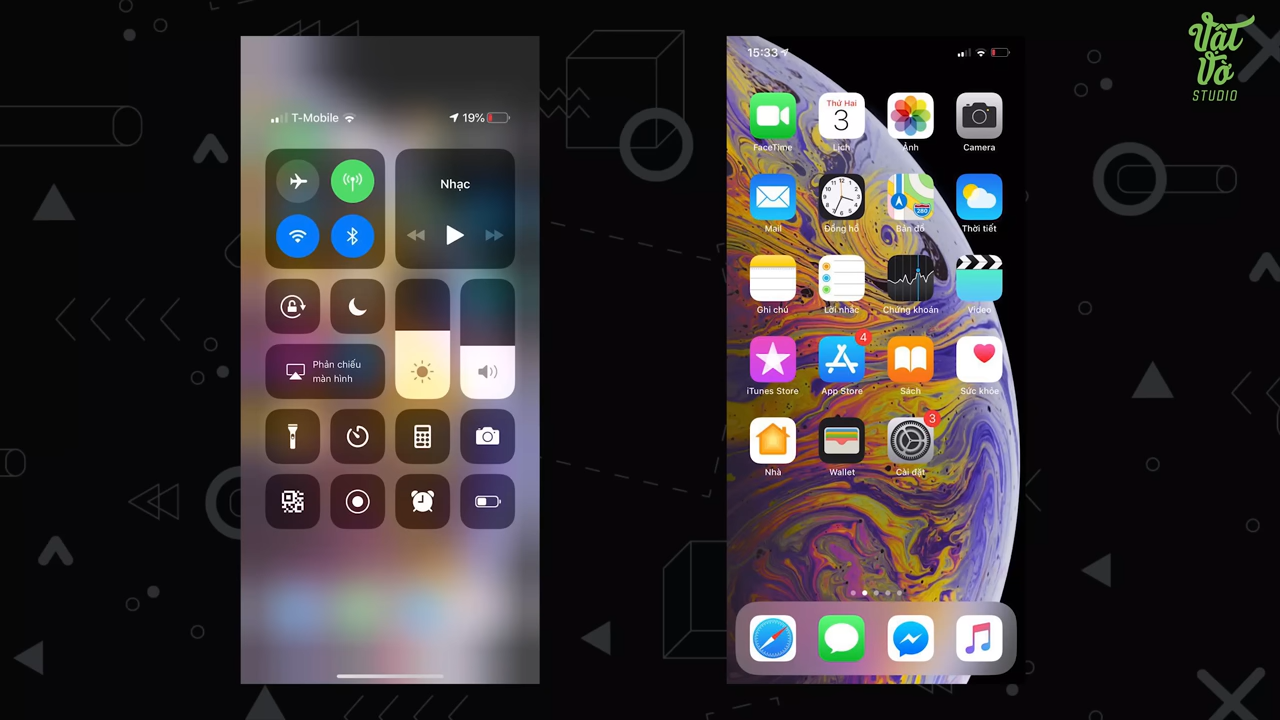 T-Mobile
19%
Nhạc
Phản chiếu
màn hình
15:33
FaceTime
Thứ Hai
3
Lịch
Ảnh
Camera
Mail
Đồng hồ
280
Bản đồ
Thời tiết
Ghi chú
Lời nhắc
Chứng khoán
Video
iTunes Store
4
App Store
Sách
Sức khỏe
Nhà
Wallet
3
Cài đặt
Vật
Vờ
STUDIO